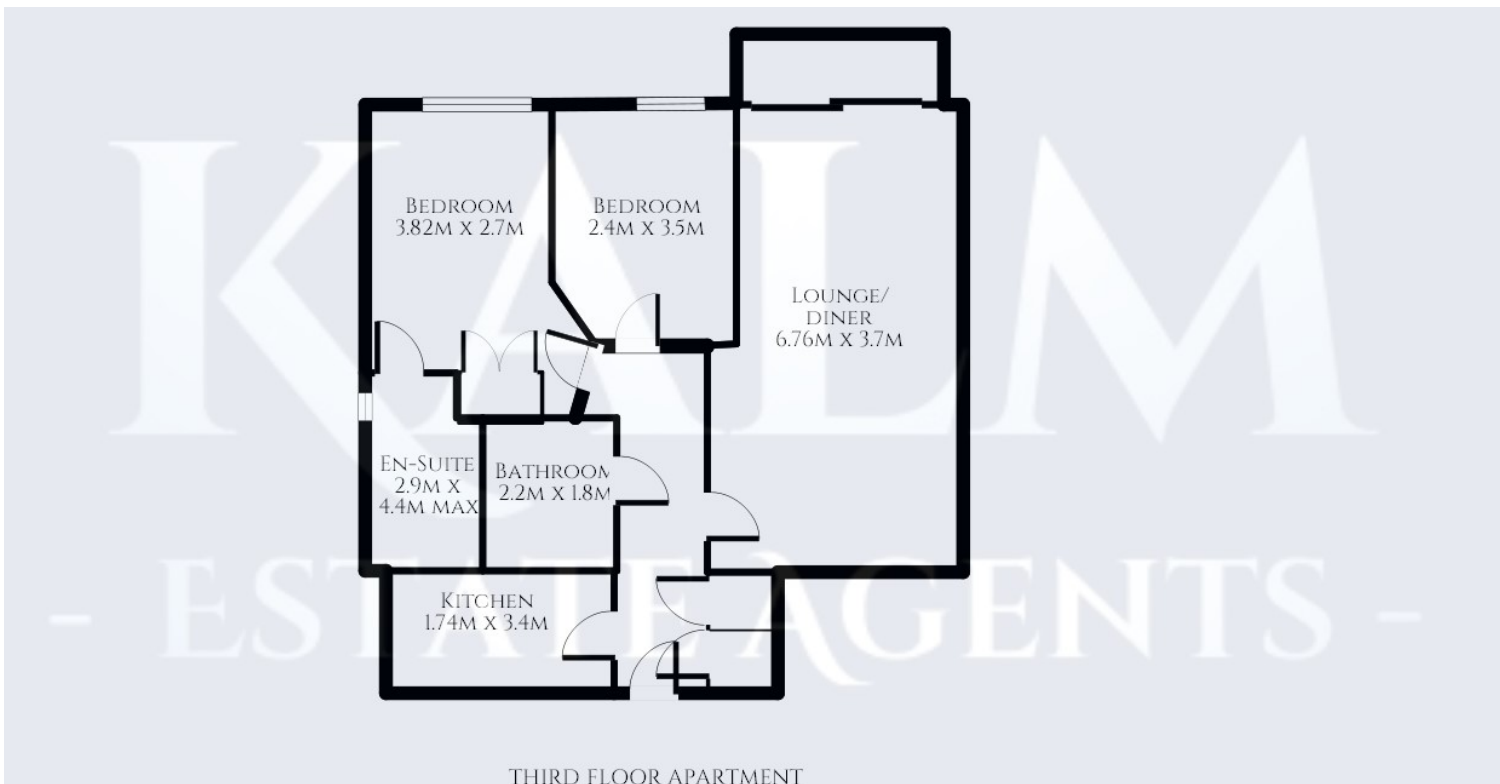 KALM
- ESTATE AGENTS -
BEDROOM
3.82M X 2.7M
BEDROOM
2.4M X 3.5M
LOUNGE/
DINER
6.76M X 3.7M
EN-SUITE
2.9M X
4.4M MAX
BATHROOM
2.2M X 1.8M
KITCHEN
1.74M X 3.4M
THIRD FLOOR APARTMENT